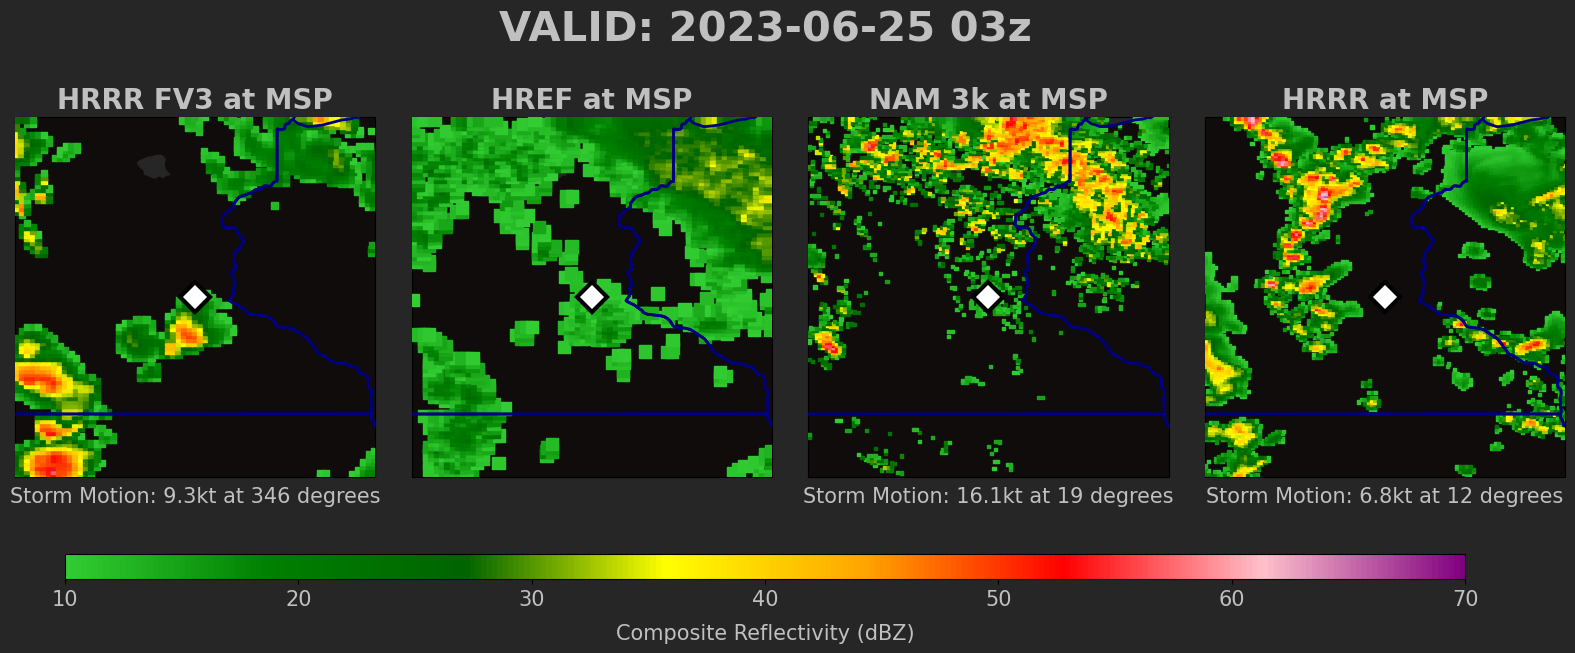 VALID: 2023-06-25 03z
HRRR FV3 at MSP
HREF at MSP
NAM 3k at MSP
HRRR at MSP
Storm Motion: 9.3kt at 346 degrees
Storm Motion: 16.1kt at 19 degrees
Storm Motion: 6.8kt at 12 degrees
10 20 30 40 50 60 70
Composite Reflectivity (dBZ)